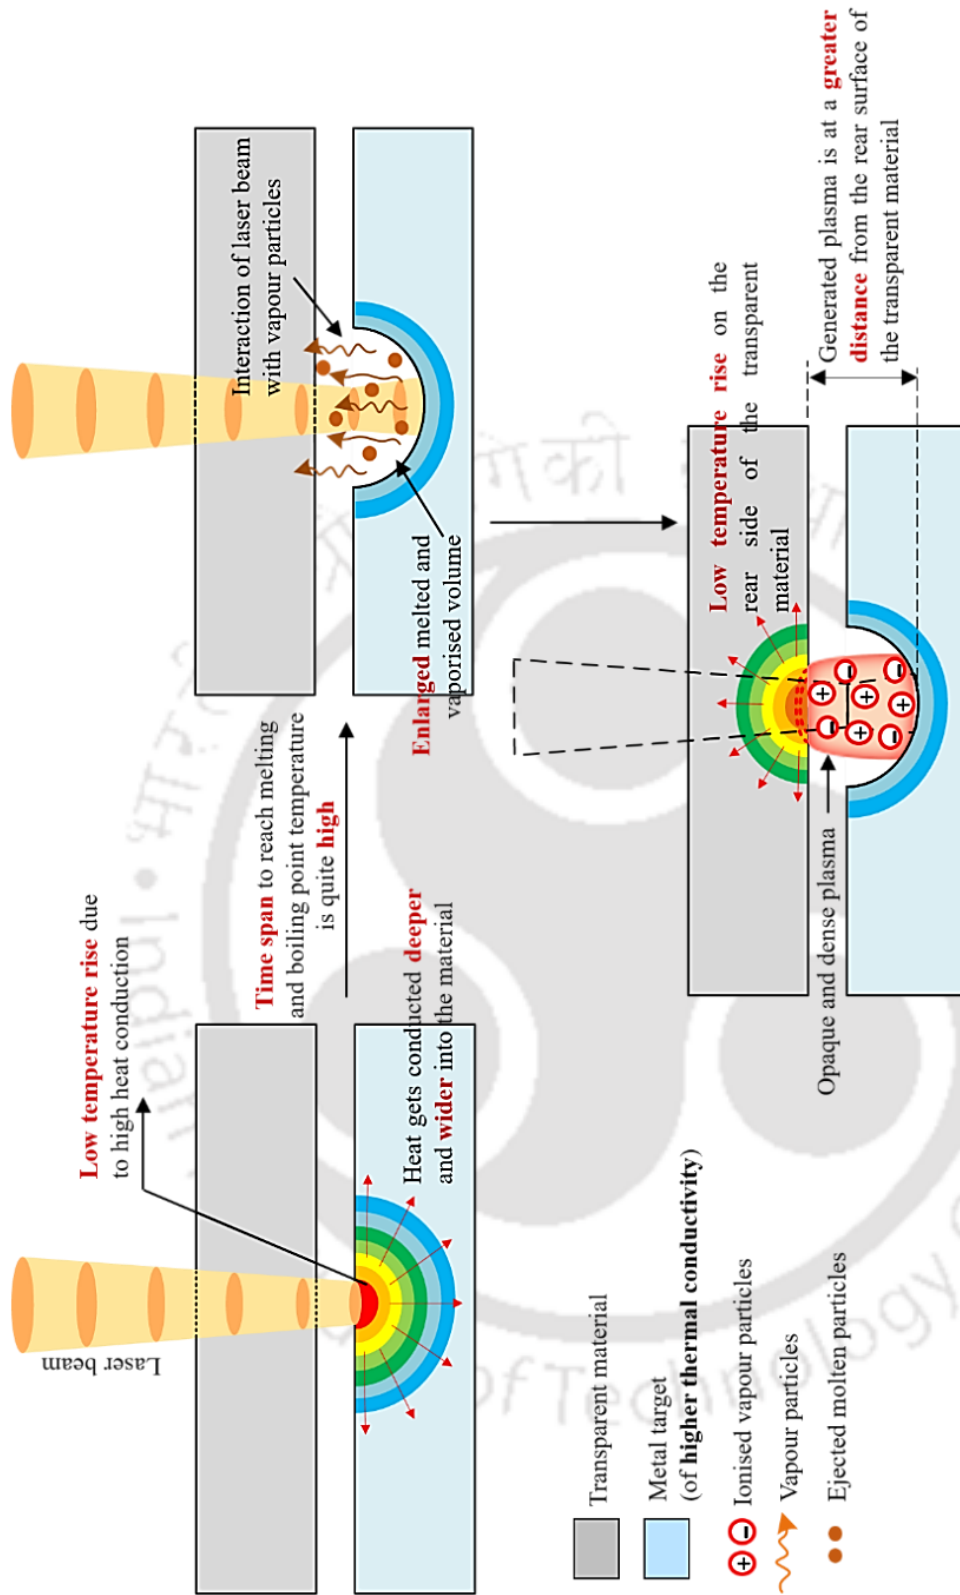 Laser beam
Low temperature rise due
to high heat conduction
Heat gets conducted deeper
and wider into the material
Time span to reach melting
and boiling point temperature
is quite high
Interaction of laser beam
with vapour particles
Enlarged melted and
vaporised volume
Low temperature rise on the
rear side of the transparent
material
Generated plasma is at a greater
distance from the rear surface of
the transparent material
Opaque and dense plasma
Transparent material
Metal target
(of higher thermal conductivity)
Ionised vapour particles
Vapour particles
Ejected molten particles
Indian
of Technology